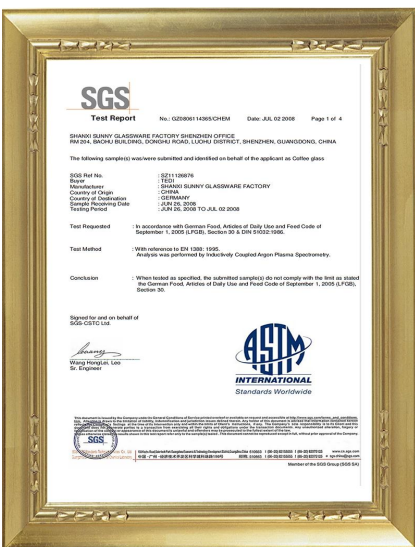 SGS
Test Report No.: GZ0806114365/CHEM Date: JUL 02 2008 Page 1 of 4
SHANXI SUNNY GLASSWARE FACTORY SHENZHEN OFFICE
RM 204, BAOHU BUILDING, DONGHU ROAD, LUOHU DISTRICT, SHENZHEN, GUANGDONG, CHINA
The following sample(s) was/were submitted and identified on behalf of the applicant as Coffee glass
SGS Ref No. : SZ11126876
Buyer : TEDI
Manufacturer : SHANXI SUNNY GLASSWARE FACTORY
Country of Origin : CHINA
Country of Destination : GERMANY
Sample Receiving Date : JUN 26, 2008
Testing Period : JUN 26, 2008 TO JUL 02 2008
Test Requested : In accordance with German Food, Articles of Daily Use and Feed Code of
September 1, 2005 (LFGB), Section 30 & DIN 51032:1986.
Test Method : With reference to EN 1388: 1995.
Analysis was performed by Inductively Coupled Argon Plasma Spectrometry.
Conclusion : When tested as specified, the submitted sample(s) do not comply with the limit as stated
the German Food, Articles of Daily Use and Feed Code of September 1, 2005 (LFGB),
Section 30.
Signed for and on behalf of
SGS-CSTC Ltd.
Wang HongLei, Leo
Sr. Engineer
ASTM
INTERNATIONAL
Standards Worldwide
SGS
www.cn.sgs.com
Member of the SGS Group (SGS SA)